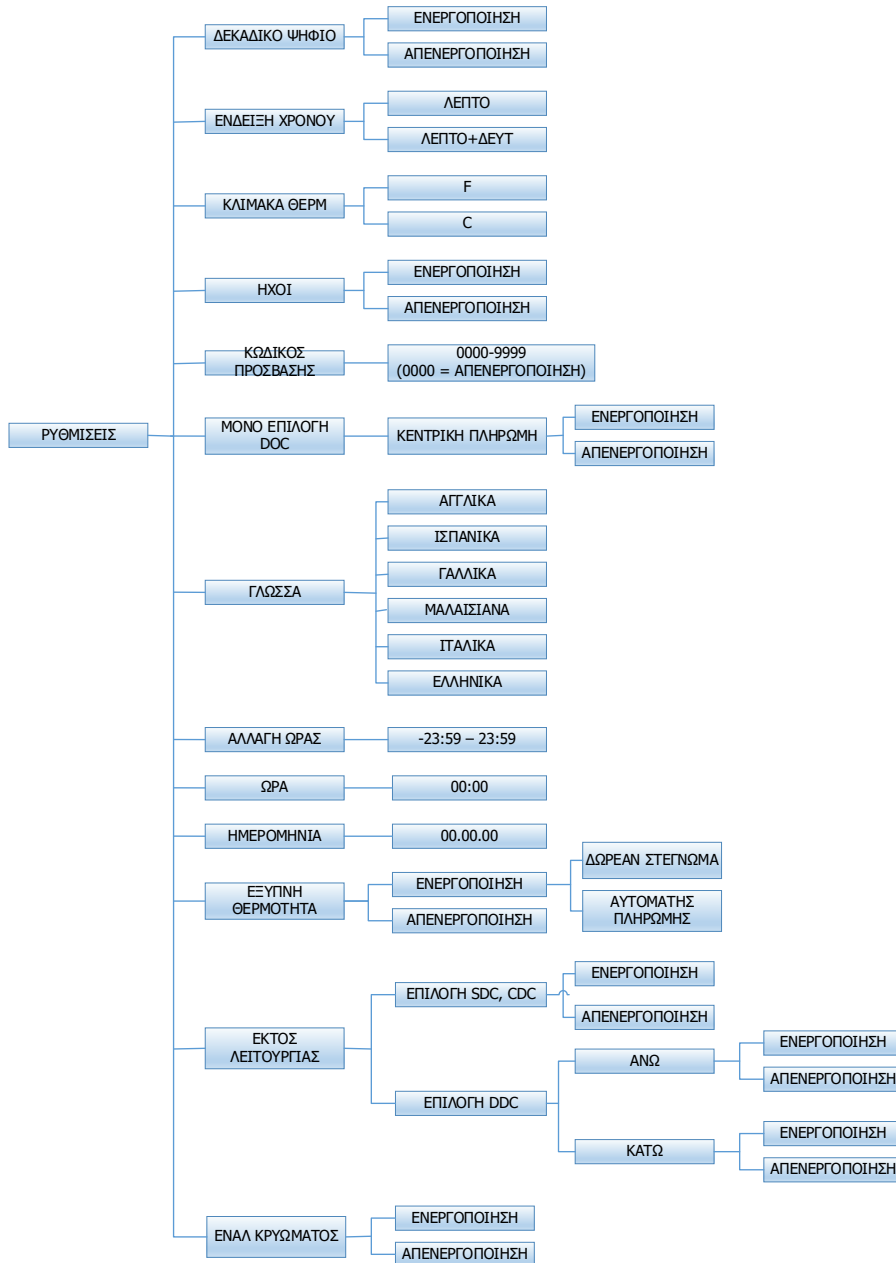 ΔΕΚΑΔΙΚΟ ΨΗΦΙΟ
ΕΝΕΡΓΟΠΟΙΗΣΗ
ΑΠΕΝΕΡΓΟΠΟΙΗΣΗ
ΕΝΔΕΙΞΗ ΧΡΟΝΟΥ
ΛΕΠΤΟ
ΛΕΠΤΟ+ΔΕΥΤ
ΚΛΙΜΑΚΑ ΘΕΡΜ
F
C
ΗΧΟΙ
ΕΝΕΡΓΟΠΟΙΗΣΗ
ΑΠΕΝΕΡΓΟΠΟΙΗΣΗ
ΚΩΔΙΚΟΣ
ΠΡΟΣΒΑΣΗΣ
0000-9999
(0000 = ΑΠΕΝΕΡΓΟΠΟΙΗΣΗ)
ΡΥΘΜΙΣΕΙΣ
ΜΟΝΟ ΕΠΙΛΟΓΗ
DOC
ΚΕΝΤΡΙΚΗ ΠΛΗΡΩΜΗ
ΕΝΕΡΓΟΠΟΙΗΣΗ
ΑΠΕΝΕΡΓΟΠΟΙΗΣΗ
ΓΛΩΣΣΑ
ΑΓΓΛΙΚΑ
ΙΣΠΑΝΙΚΑ
ΓΑΛΛΙΚΑ
ΜΑΛΑΙΣΙΑΝΑ
ΙΤΑΛΙΚΑ
ΕΛΛΗΝΙΚΑ
ΑΛΛΑΓΗ ΩΡΑΣ
-23:59 – 23:59
ΩΡΑ
00:00
ΗΜΕΡΟΜΗΝΙΑ
00.00.00
ΕΞΥΠΝΗ
ΘΕΡΜΟΤΗΤΑ
ΕΝΕΡΓΟΠΟΙΗΣΗ
ΑΠΕΝΕΡΓΟΠΟΙΗΣΗ
ΔΩΡΕΑΝ ΣΤΕΓΝΩΜΑ
ΑΥΤΟΜΑΤΗΣ
ΠΛΗΡΩΜΗΣ
ΕΚΤΟΣ
ΛΕΙΤΟΥΡΓΙΑΣ
ΕΠΙΛΟΓΗ SDC, CDC
ΕΝΕΡΓΟΠΟΙΗΣΗ
ΑΠΕΝΕΡΓΟΠΟΙΗΣΗ
ΕΠΙΛΟΓΗ DDC
ΑΝΩ
ΕΝΕΡΓΟΠΟΙΗΣΗ
ΑΠΕΝΕΡΓΟΠΟΙΗΣΗ
ΚΑΤΩ
ΕΝΕΡΓΟΠΟΙΗΣΗ
ΑΠΕΝΕΡΓΟΠΟΙΗΣΗ
ΕΝΑΛ ΚΡΥΩΜΑΤΟΣ
ΕΝΕΡΓΟΠΟΙΗΣΗ
ΑΠΕΝΕΡΓΟΠΟΙΗΣΗ